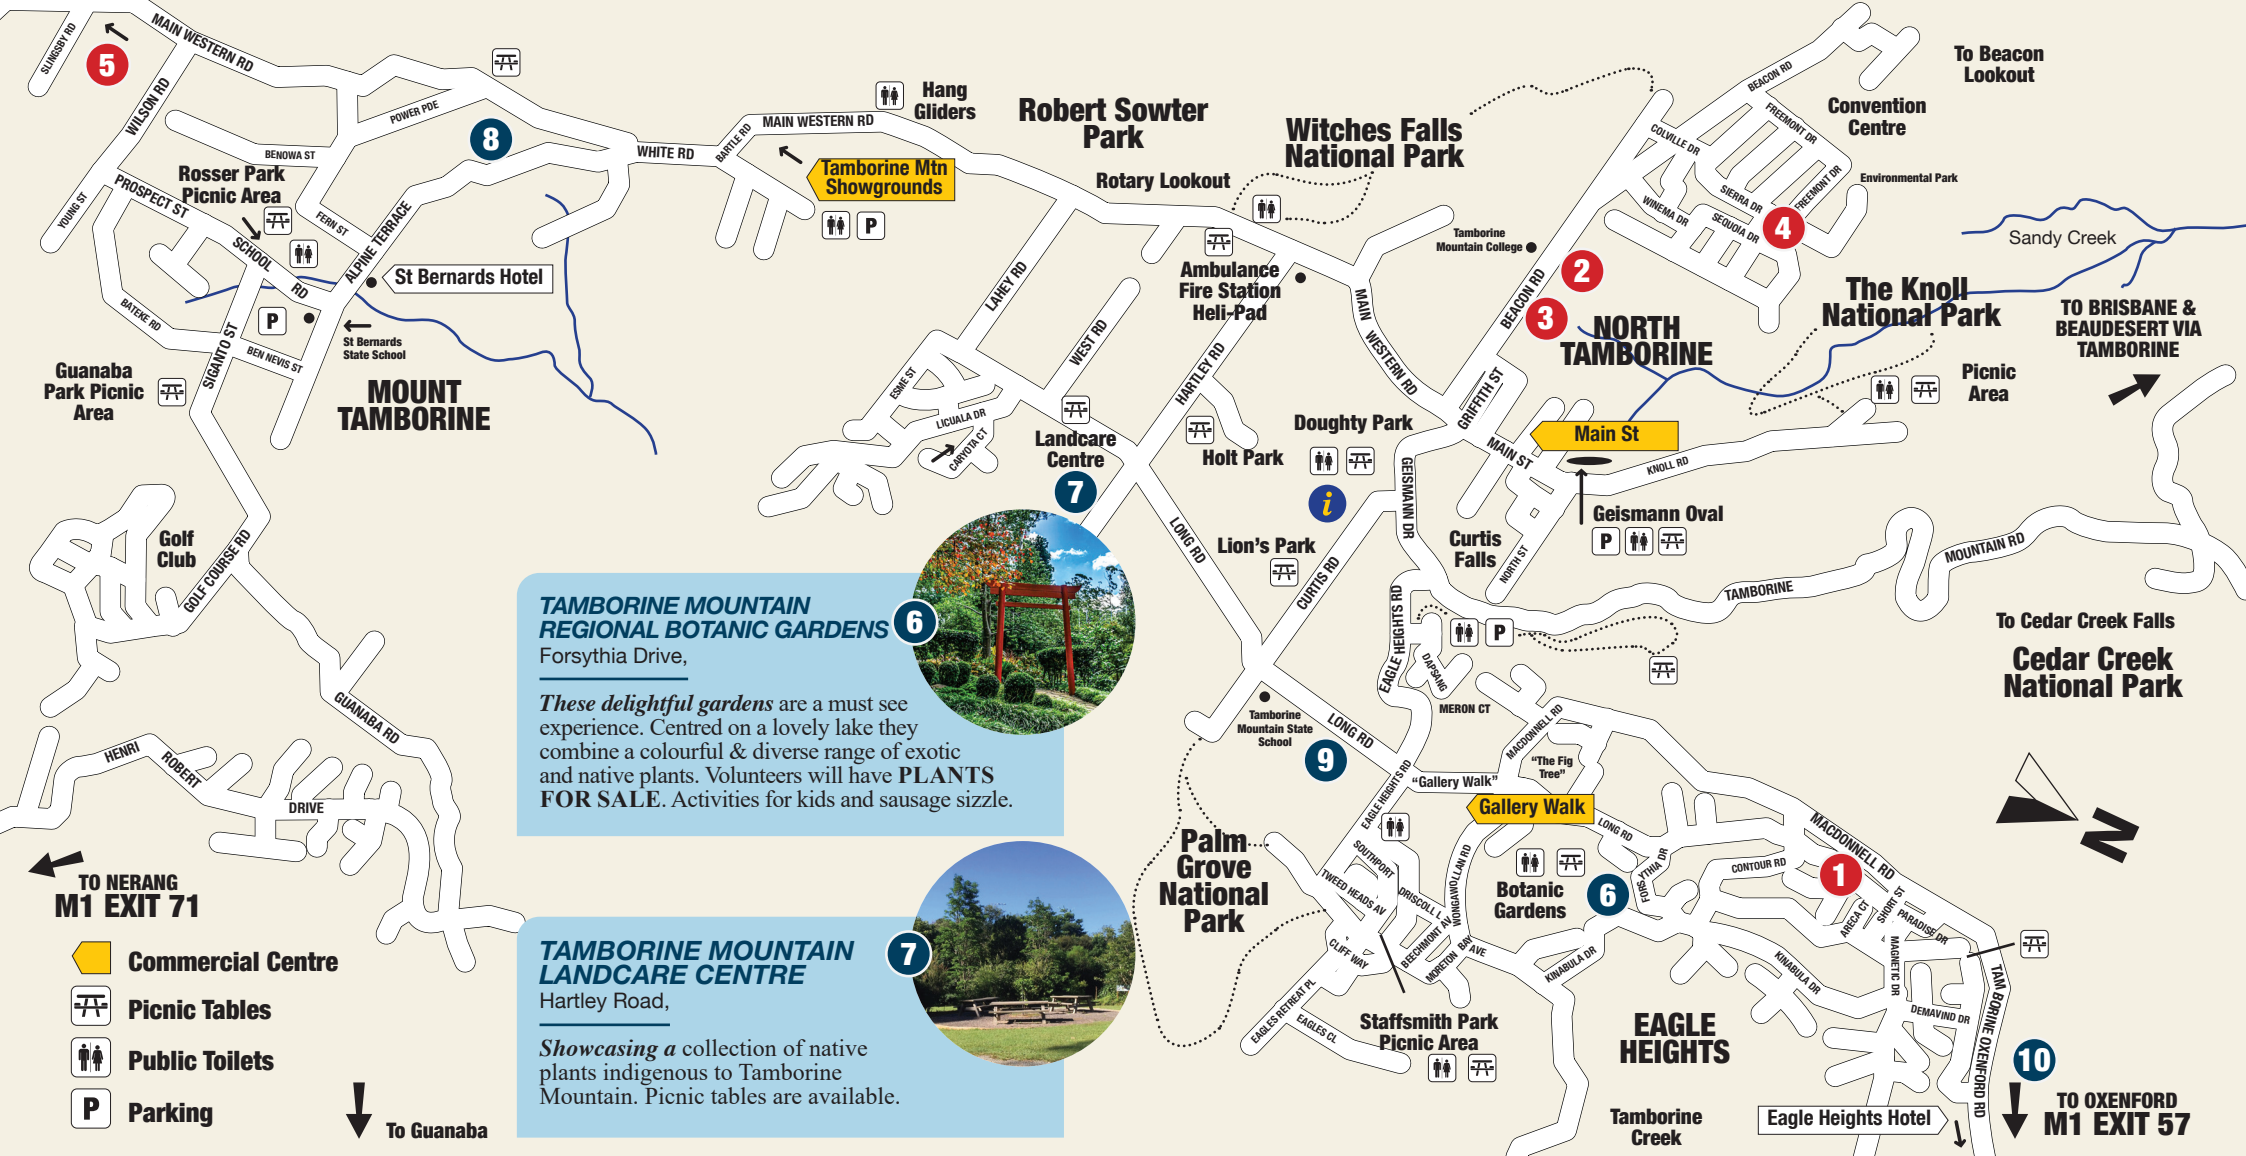 SLINGSBY RD
5
MAIN WESTERN RD
WILSON RD
POWER PDE
BENOWA ST
8
Rosser Park
Picnic Area
PROSPECT ST
YOUNG ST
FERN ST
SCHOOL
RD
ALPINE TERRACE
St Bernards Hotel
BATEKE RD
P
St Bernards
State School
SIGANTO ST
BEN NEVIS ST
Guanaba
Park Picnic
Area
MOUNT
TAMBORINE
WHITE RD
BARTLE RD
MAIN WESTERN RD
Hang
Gliders
Tamborine Mtn
Showgrounds
P
Robert Sowter
Park
Witches Falls
National Park
Rotary Lookout
LAHEY RD
WEST RD
Ambulance
Fire Station
Heli-Pad
HARTLEY RD
MAIN
WESTERN RD
Tamborine
Mountain College
BEACON RD
2
3
NORTH
TAMBORINE
BEACON RD
To Beacon
Lookout
Convention
Centre
COLVILLE DR
FREEMONT DR
FREEMONT DR
SIERRA DR
SEQUOIA DR
WINEMA DR
4
Environmental Park
Sandy Creek
The Knoll
National Park
TO BRISBANE &
BEAUDESERT VIA
TAMBORINE
Picnic
Area
GRIFFITH ST
Main St
MAIN ST
KNOLL RD
Geismann Oval
P
Curtis
Falls
NORTH ST
Doughty Park
i
GEISMANN DR
Holt Park
Landcare
Centre
7
ESME ST
LICUALA DR
CARYOTA CT
LONG RD
Lion's Park
CURTIS RD
TAMBORINE
MOUNTAIN RD
To Cedar Creek Falls
Cedar Creek
National Park
Golf
Club
GOLF COURSE RD
GUANABA RD
HENRI
ROBERT
DRIVE
TO NERANG
M1 EXIT 71
Commercial Centre
Picnic Tables
Public Toilets
P
Parking
To Guanaba
TAMBORINE MOUNTAIN
REGIONAL BOTANIC GARDENS
6
Forsythia Drive,
These delightful gardens are a must see
experience. Centred on a lovely lake they
combine a colourful & diverse range of exotic
and native plants. Volunteers will have PLANTS
FOR SALE. Activities for kids and sausage sizzle.
TAMBORINE MOUNTAIN
LANDCARE CENTRE
7
Hartley Road,
Showcasing a collection of native
plants indigenous to Tamborine
Mountain. Picnic tables are available.
EAGLE HEIGHTS RD
P
DAPSANG
MERON CT
Tamborine
Mountain State
School
LONG RD
9
MACDONNELL RD
"The Fig
Tree"
"Gallery Walk"
Gallery Walk
EAGLE HEIGHTS RD
LONG RD
Palm
Grove
National
Park
SOUTHPORT
TWEED HEADS AV
DRISCOLL L
WONGAWOLLAN RD
BEECHMONT AV
MORETON BAY AVE
CLIFF WAY
EAGLES RETREAT PL
EAGLES CL
Staffsmith Park
Picnic Area
Botanic
Gardens
6
FORSYTHIA DR
KINABULA DR
CONTOUR RD
1
MACDONNELL RD
ARECA CT
SHORT ST
PARADISE DR
MAGNETIC DR
KINABULA DR
DEMAVIND DR
TAMBORINE OXENFORD RD
EAGLE
HEIGHTS
Tamborine
Creek
Eagle Heights Hotel
10
TO OXENFORD
M1 EXIT 57
N